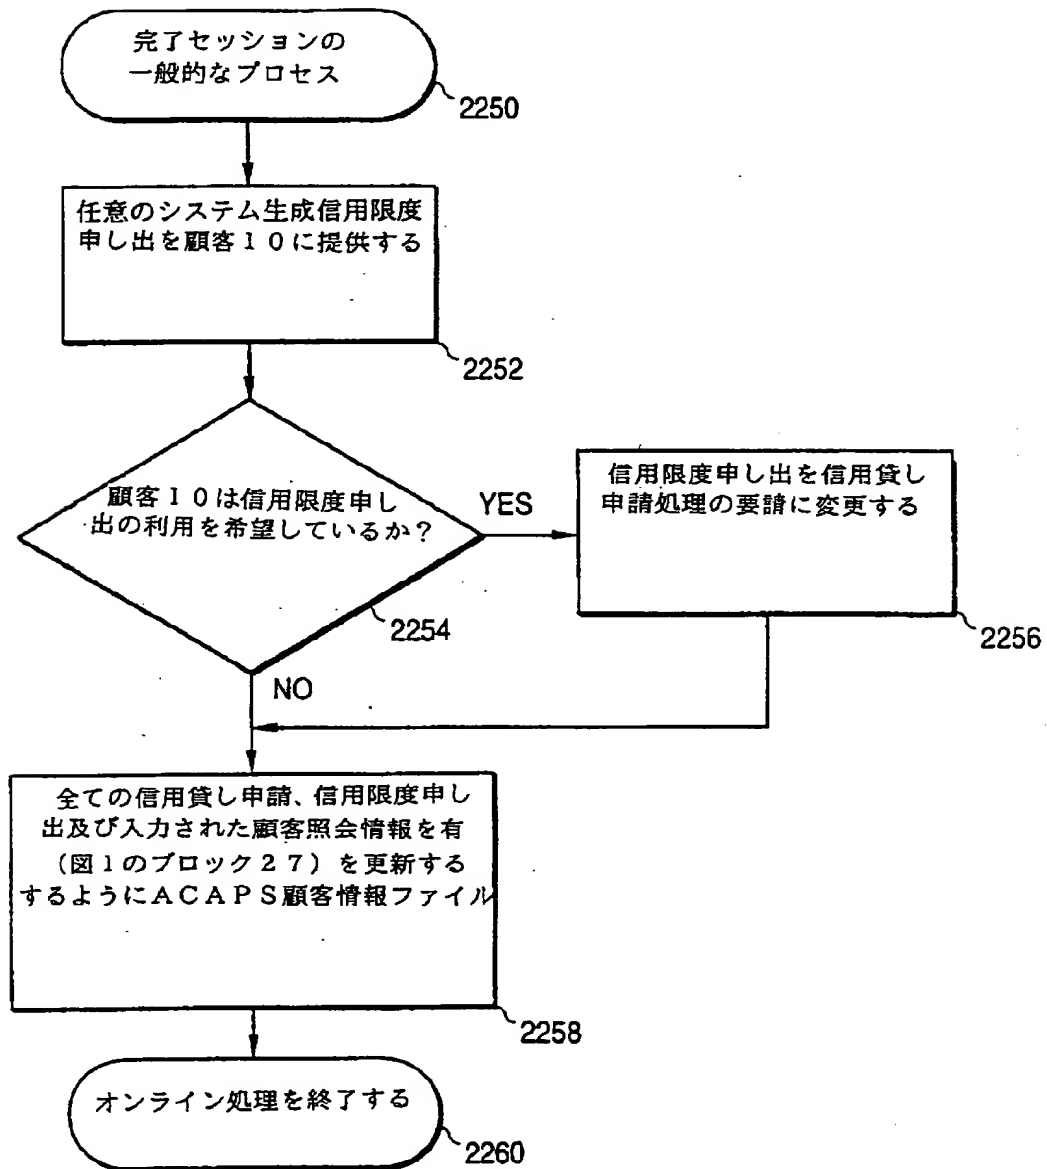 完了セッションの
一般的なプロセス
2250
任意のシステム生成信用限度
申し出を顧客10に提供する
2252
顧客10は信用限度申し
出の利用を希望しているか?
YES
2254
NO
信用限度申し出を信用貸し
申請処理の要請に変更する
2256
全ての信用貸し申請、信用限度申し
出及び入力された顧客照会情報を有
(図1のブロック27)を更新する
するようにACAPS顧客情報ファイル
2258
オンライン処理を終了する
2260